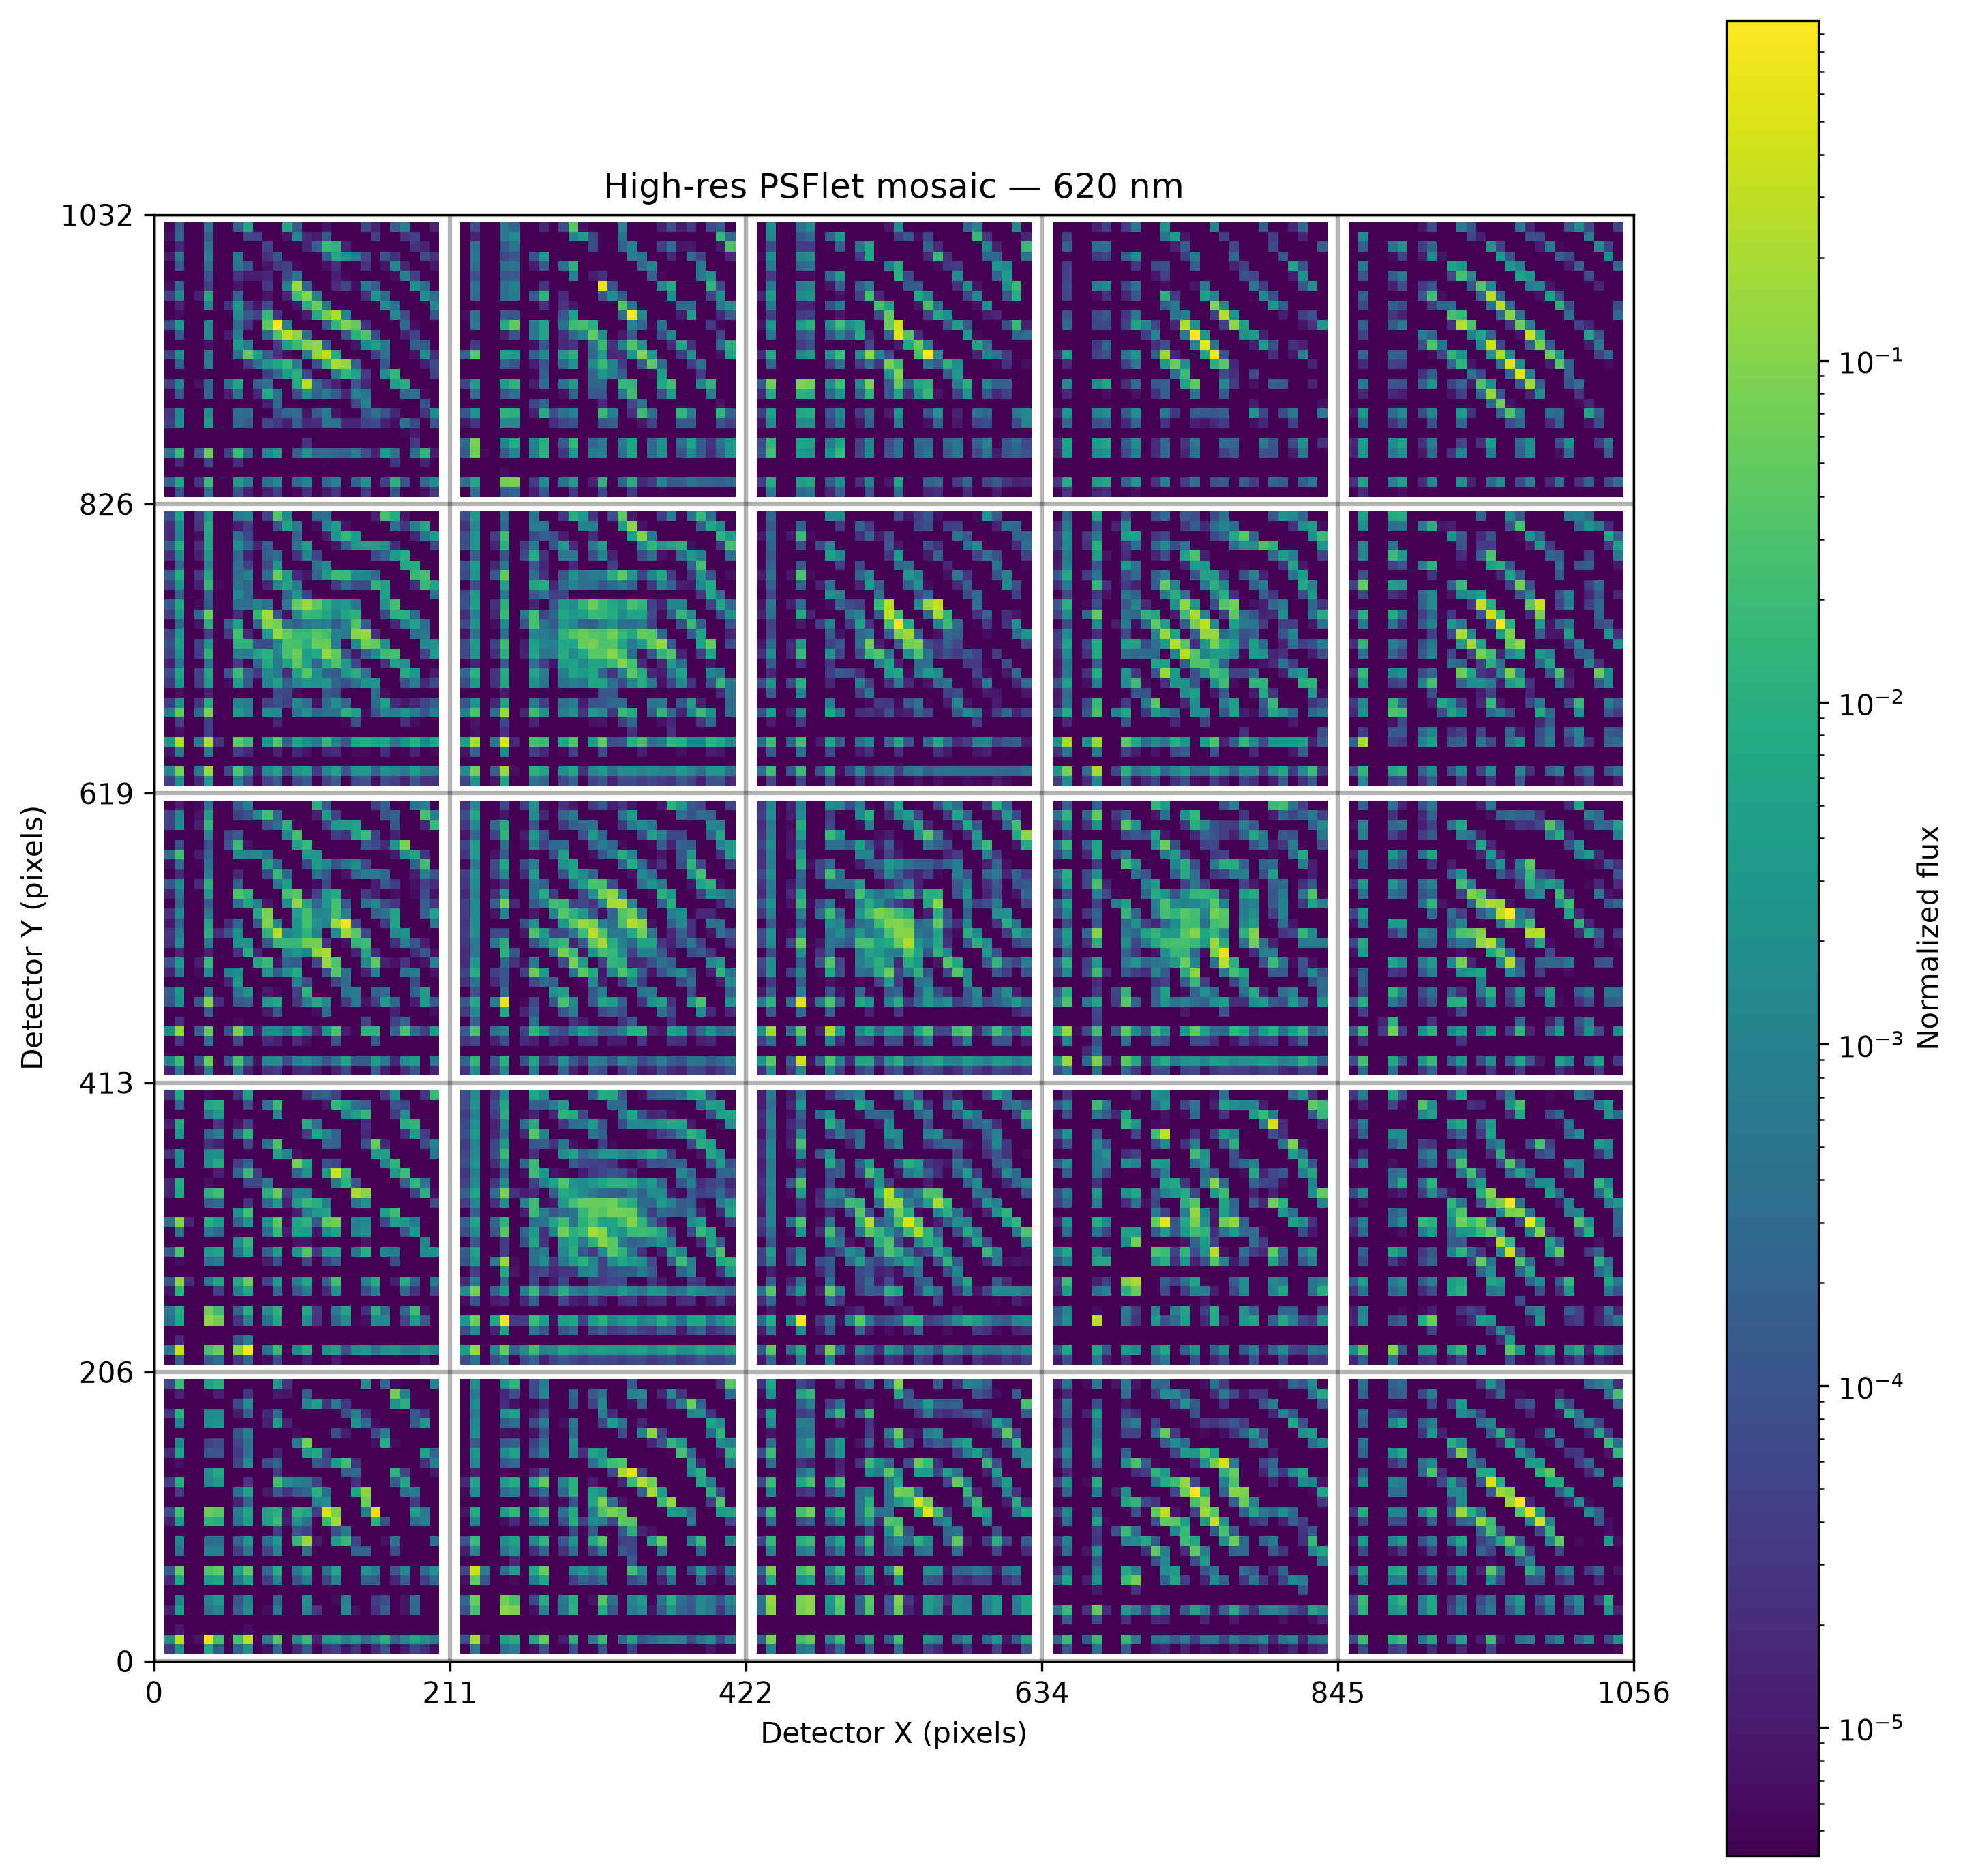 High-res PSFlet mosaic — 620 nm
1032
826
619
413
206
0
Detector Y (pixels)
0 211 422 634 845 1056
Detector X (pixels)
10⁻¹
10⁻²
10⁻³
10⁻⁴
10⁻⁵
Normalized flux